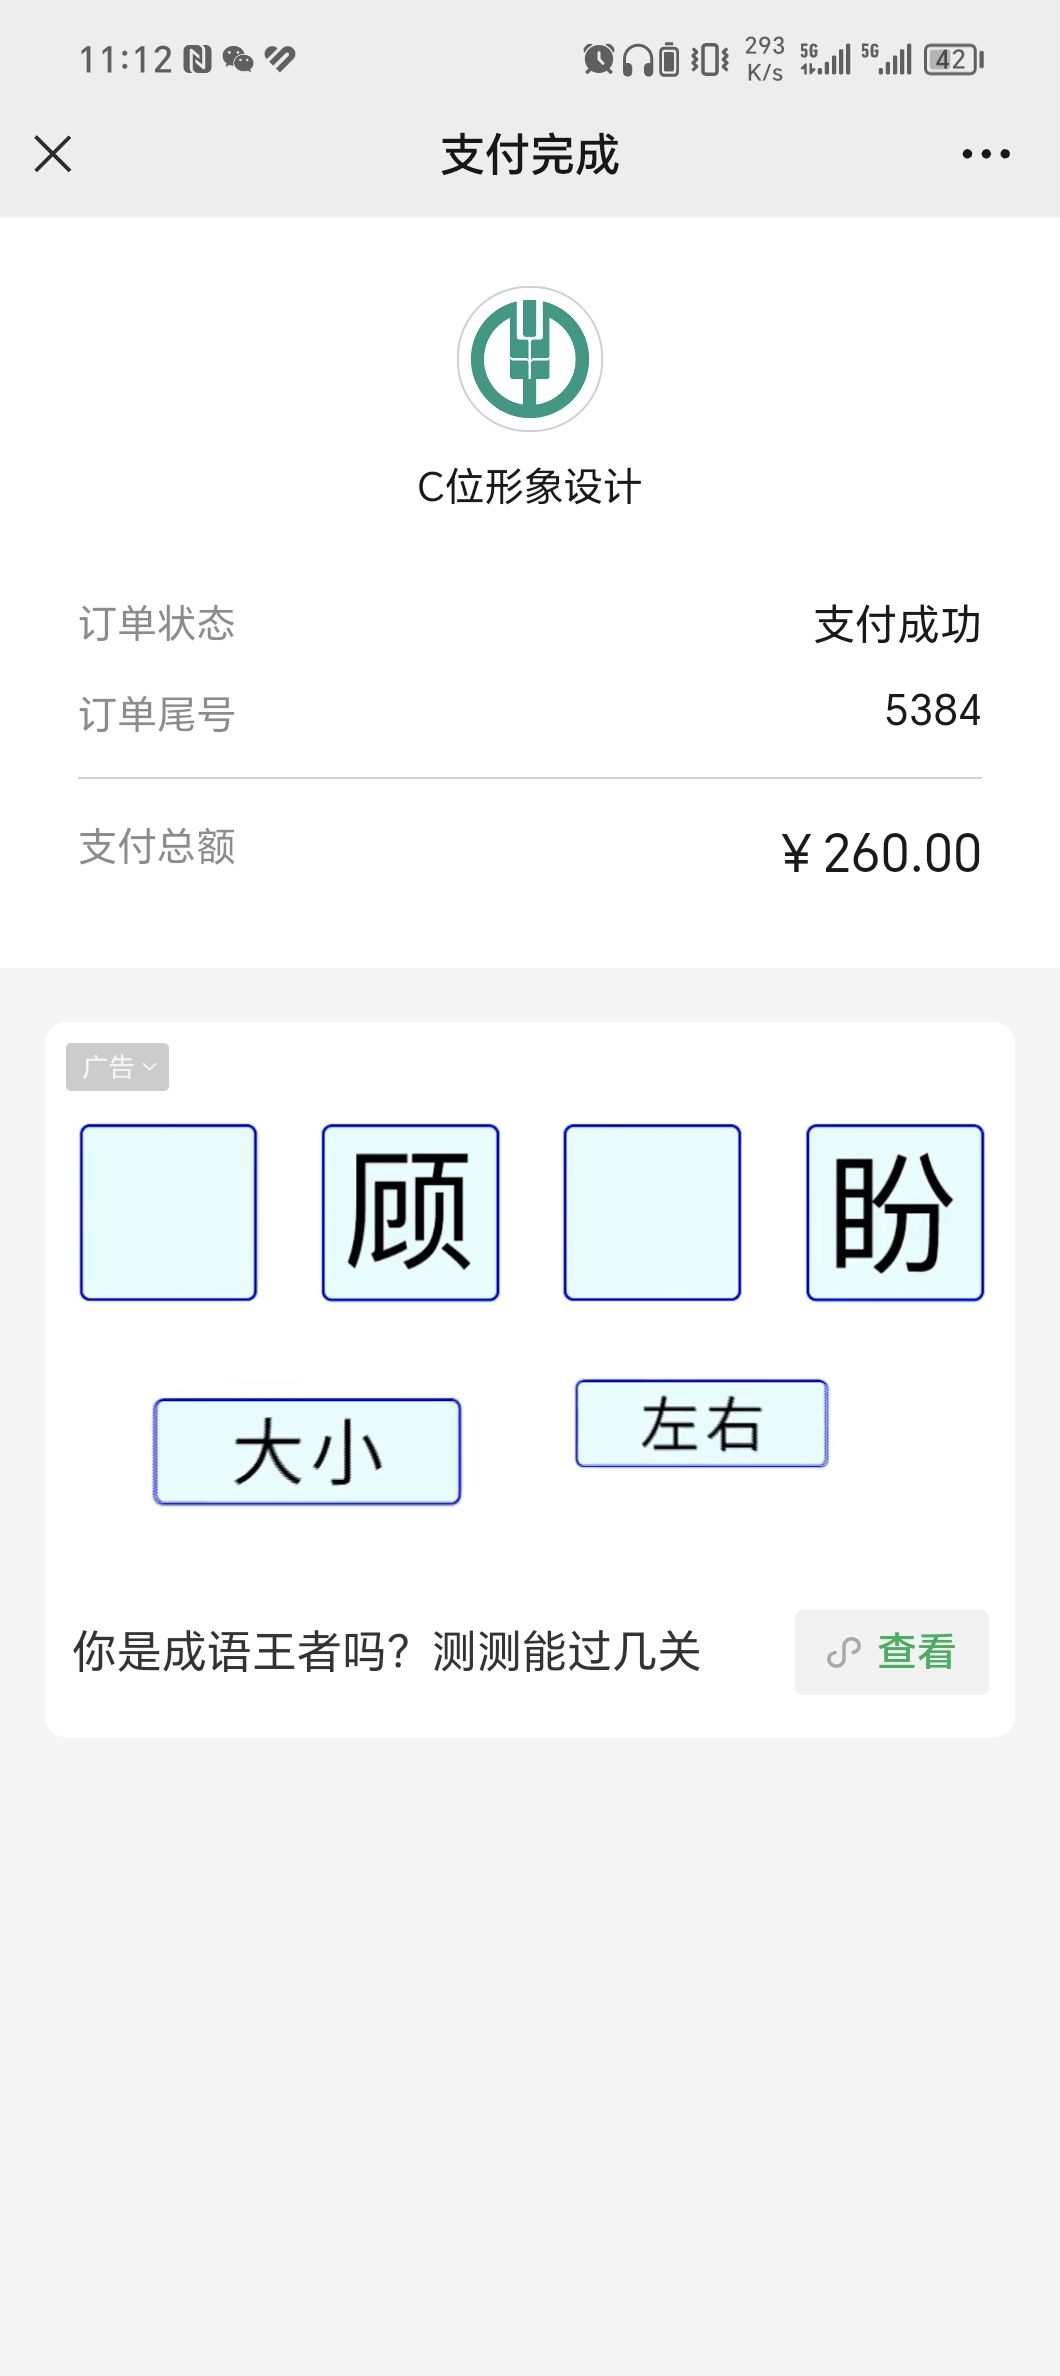 11:12
293
K/s
5G
5G
42
支付完成
C位形象设计
订单状态 支付成功
订单尾号 5384
支付总额 ¥260.00
广告
顾 盼
大小 左右
你是成语王者吗？测测能过几关 查看